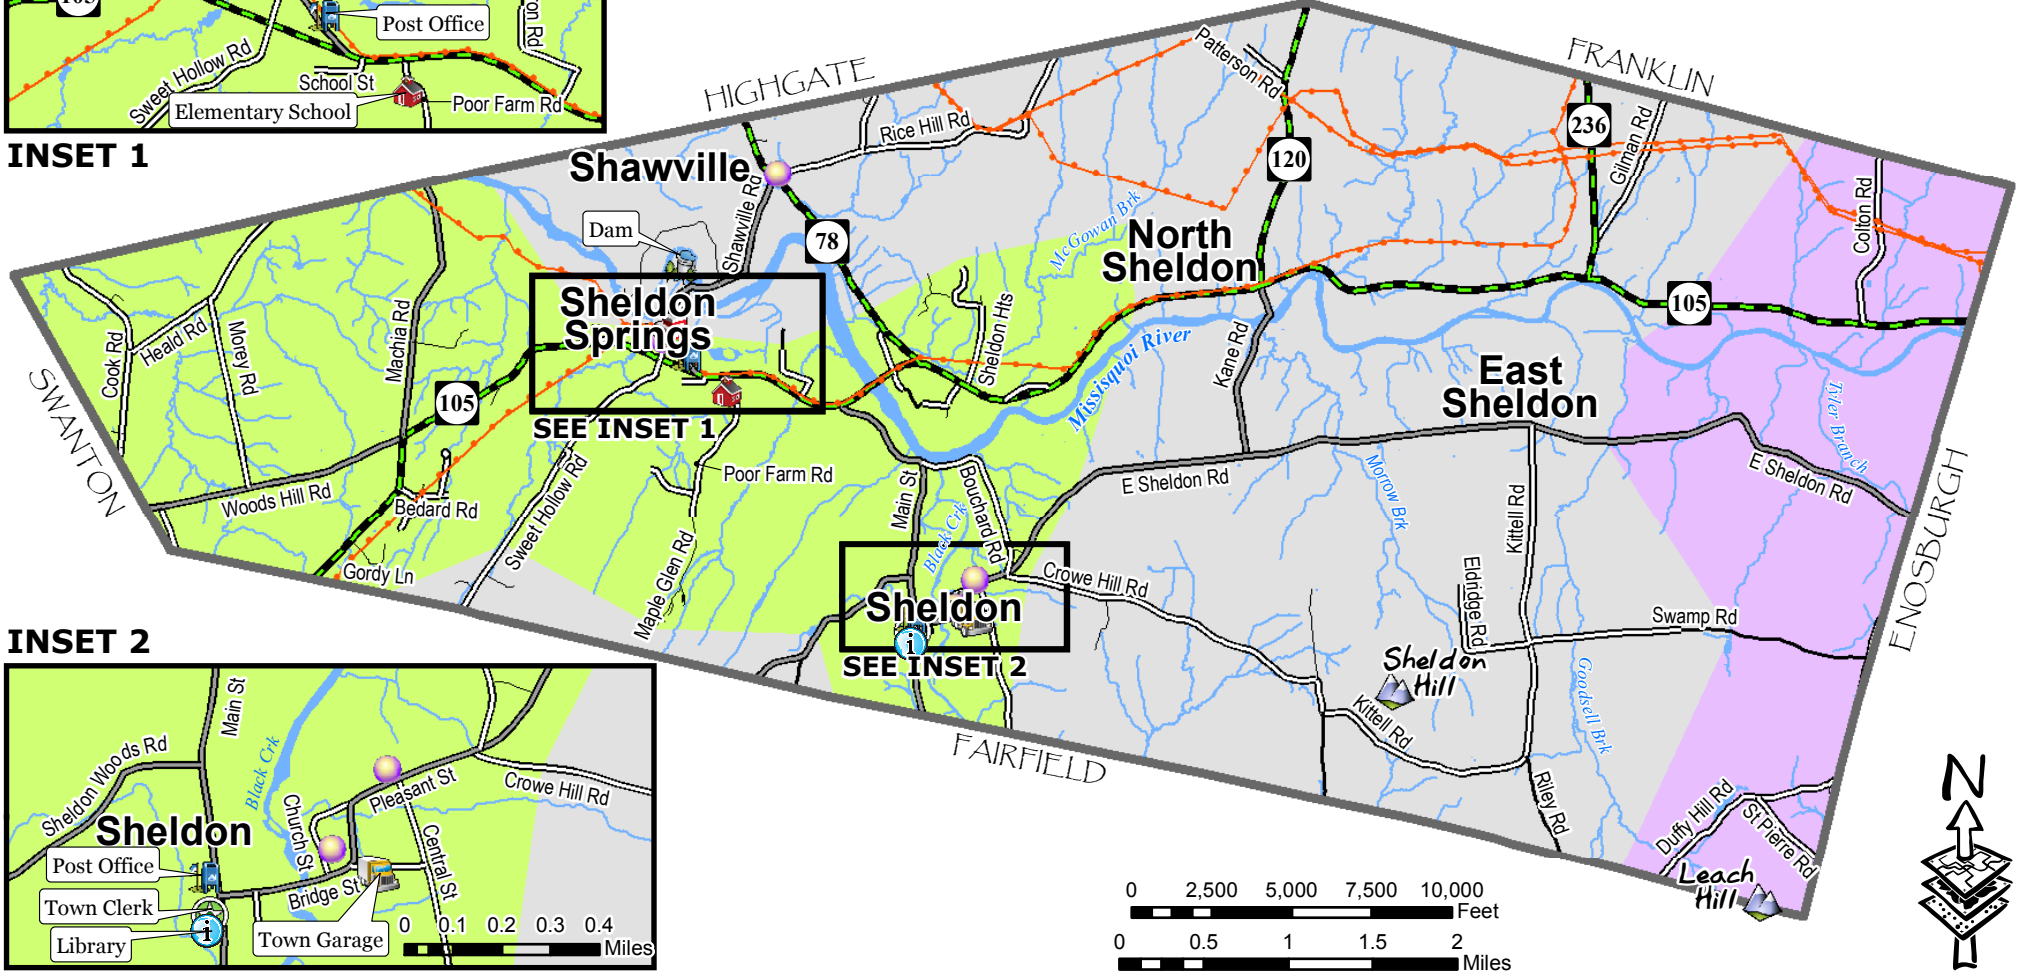 105
Post Office
ron Rd
Sweet Hollow Rd
School St
Elementary School
Poor Farm Rd
INSET 1
HIGHGATE
FRANKLIN
SWANTON
ENOSBURGH
FAIRFIELD
Patterson Rd
Rice Hill Rd
Shawville
Shawville Rd
Dam
78
120
236
Gilman Rd
Colton Rd
McGowan Brk
North
Sheldon
105
Sheldon
Springs
SEE INSET 1
Cook Rd
Heald Rd
Morey Rd
Machia Rd
105
Sheldon Hts
Missisquoi River
Kane Rd
East
Sheldon
Tyler Branch
E Sheldon Rd
E Sheldon Rd
Woods Hill Rd
Bedard Rd
Gordy Ln
Sweet Hollow Rd
Poor Farm Rd
Maple Glen Rd
Main St
Black Crk
Bouchard Rd
Morrow Brk
Kittell Rd
Eldridge Rd
Crowe Hill Rd
Swamp Rd
Sheldon
i
SEE INSET 2
Sheldon
Hill
Kittell Rd
Goodsell Brk
Riley Rd
Duffy Hill Rd
St Pierre Rd
Leach
Hill
INSET 2
Main St
Sheldon Woods Rd
Black Crk
Pleasant St
Crowe Hill Rd
Church St
Central St
Sheldon
Post Office
Bridge St
Town Clerk
Library
i
Town Garage
0 0.1 0.2 0.3 0.4
Miles
0 2,500 5,000 7,500 10,000
Feet
0 0.5 1 1.5 2
Miles
N